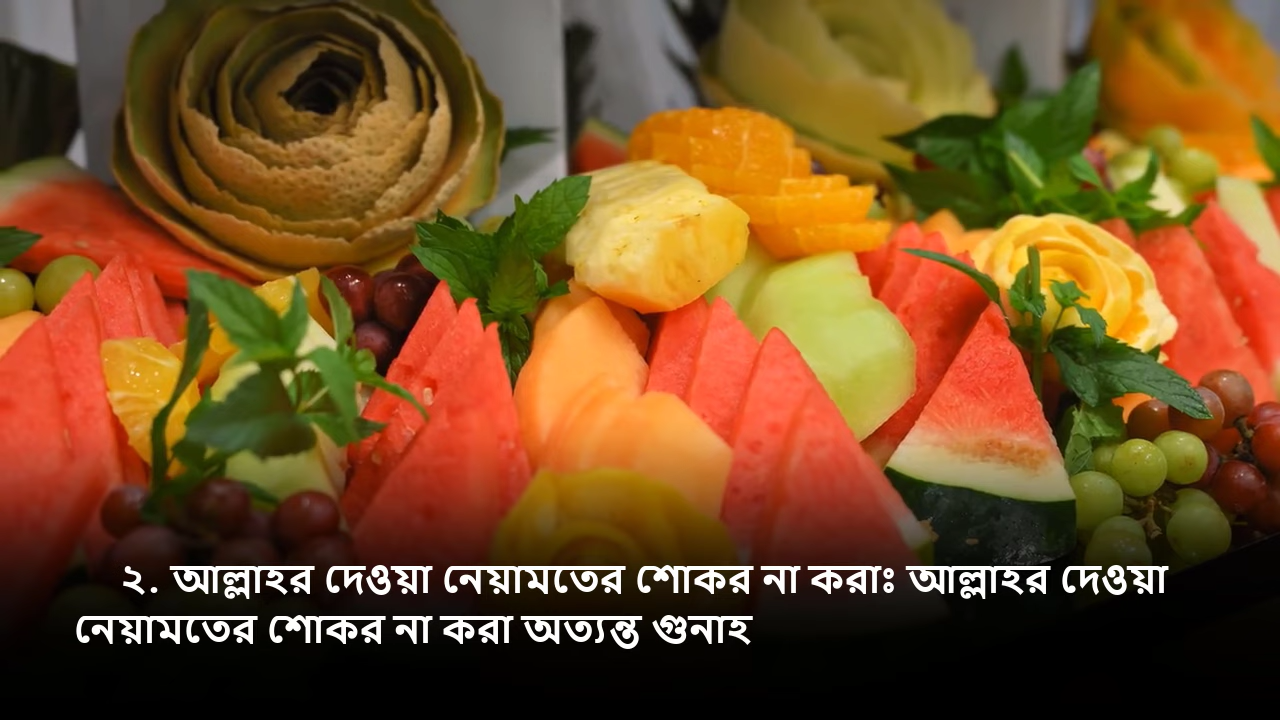 ২. আল্লাহর দেওয়া নেয়ামতের শোকর না করাঃ আল্লাহর দেওয়া
নেয়ামতের শোকর না করা অত্যন্ত গুনাহ